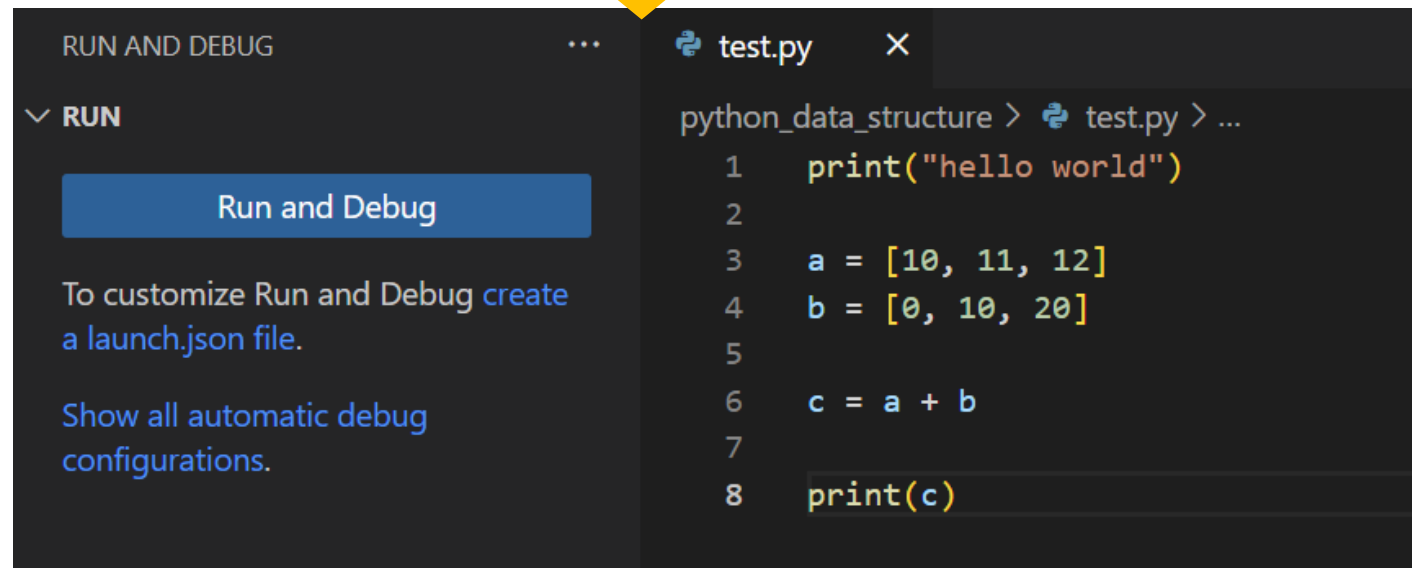 RUN AND DEBUG ...
RUN
Run and Debug
To customize Run and Debug create
a launch.json file.
Show all automatic debug
configurations.
test.py
python_data_structure > test.py > ...
1 print("hello world")
2
3 a = [10, 11, 12]
4 b = [0, 10, 20]
5
6 c = a + b
7
8 print(c)